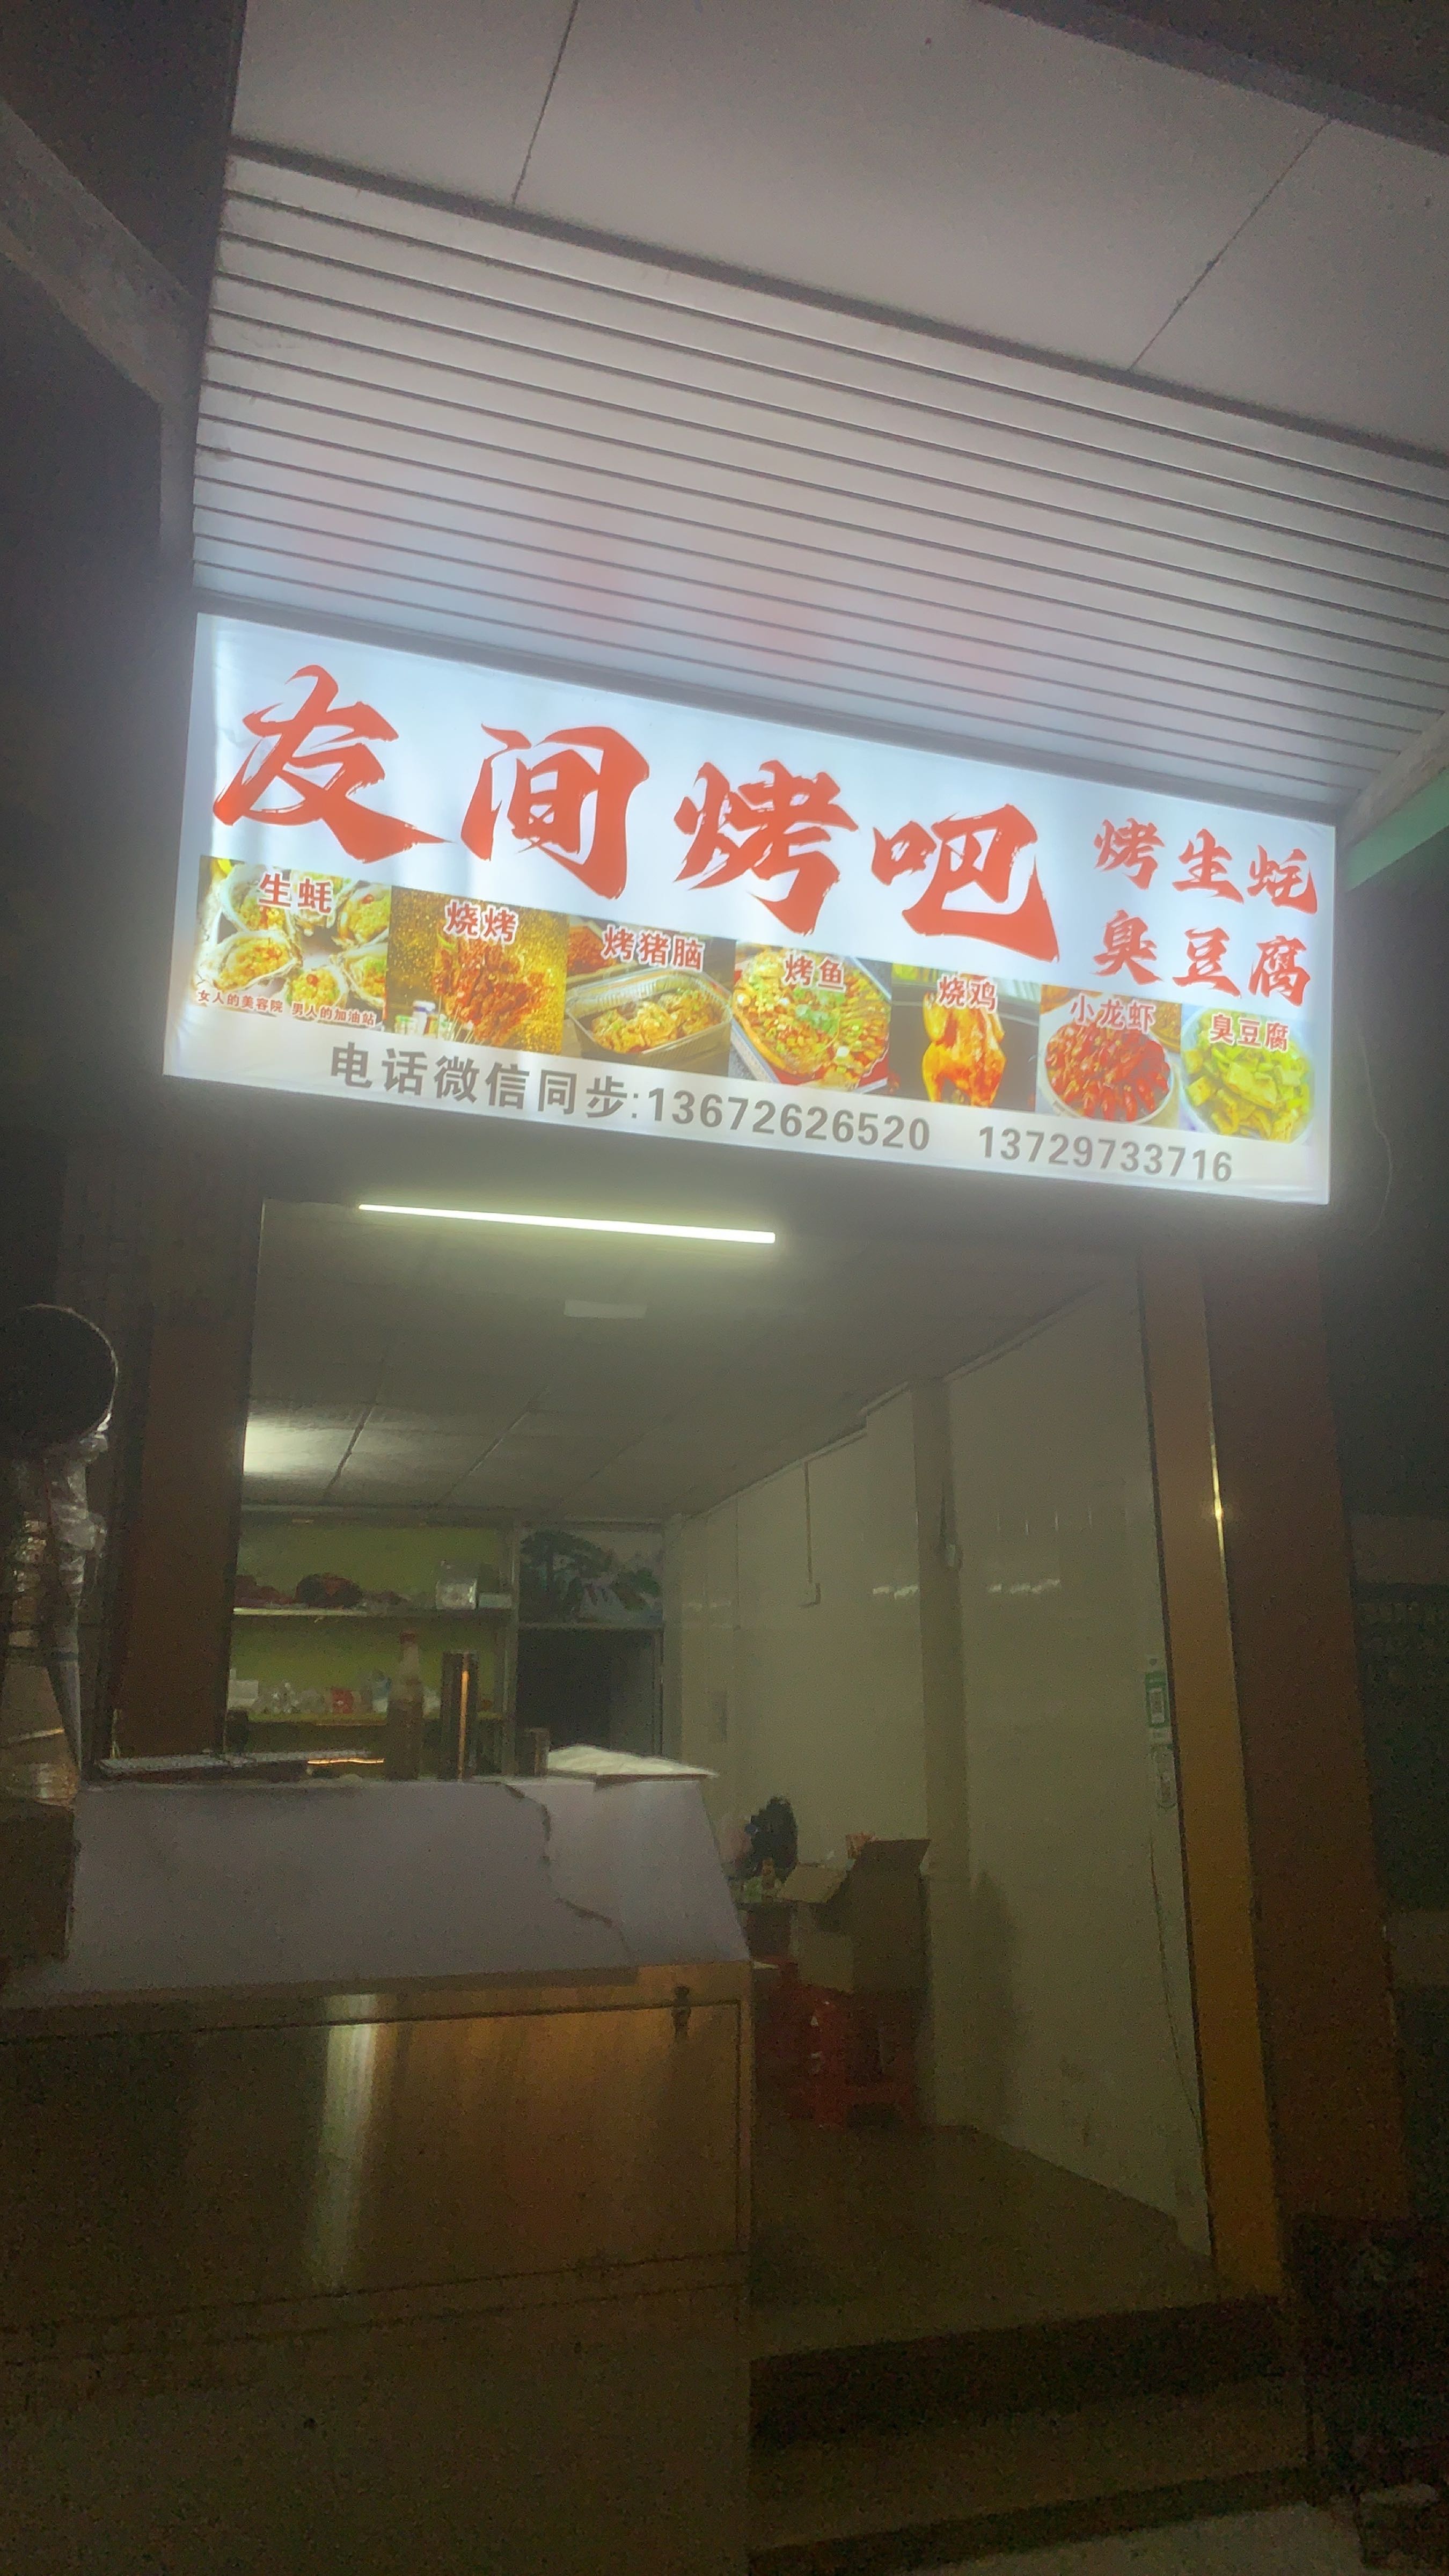 友间烤吧
烤生蚝
臭豆腐
生蚝
烧烤
烤猪脑
烤鱼
烧鸡
小龙虾
臭豆腐
女人的美容院 男人的加油站
电话微信同步:13672626520 13729733716